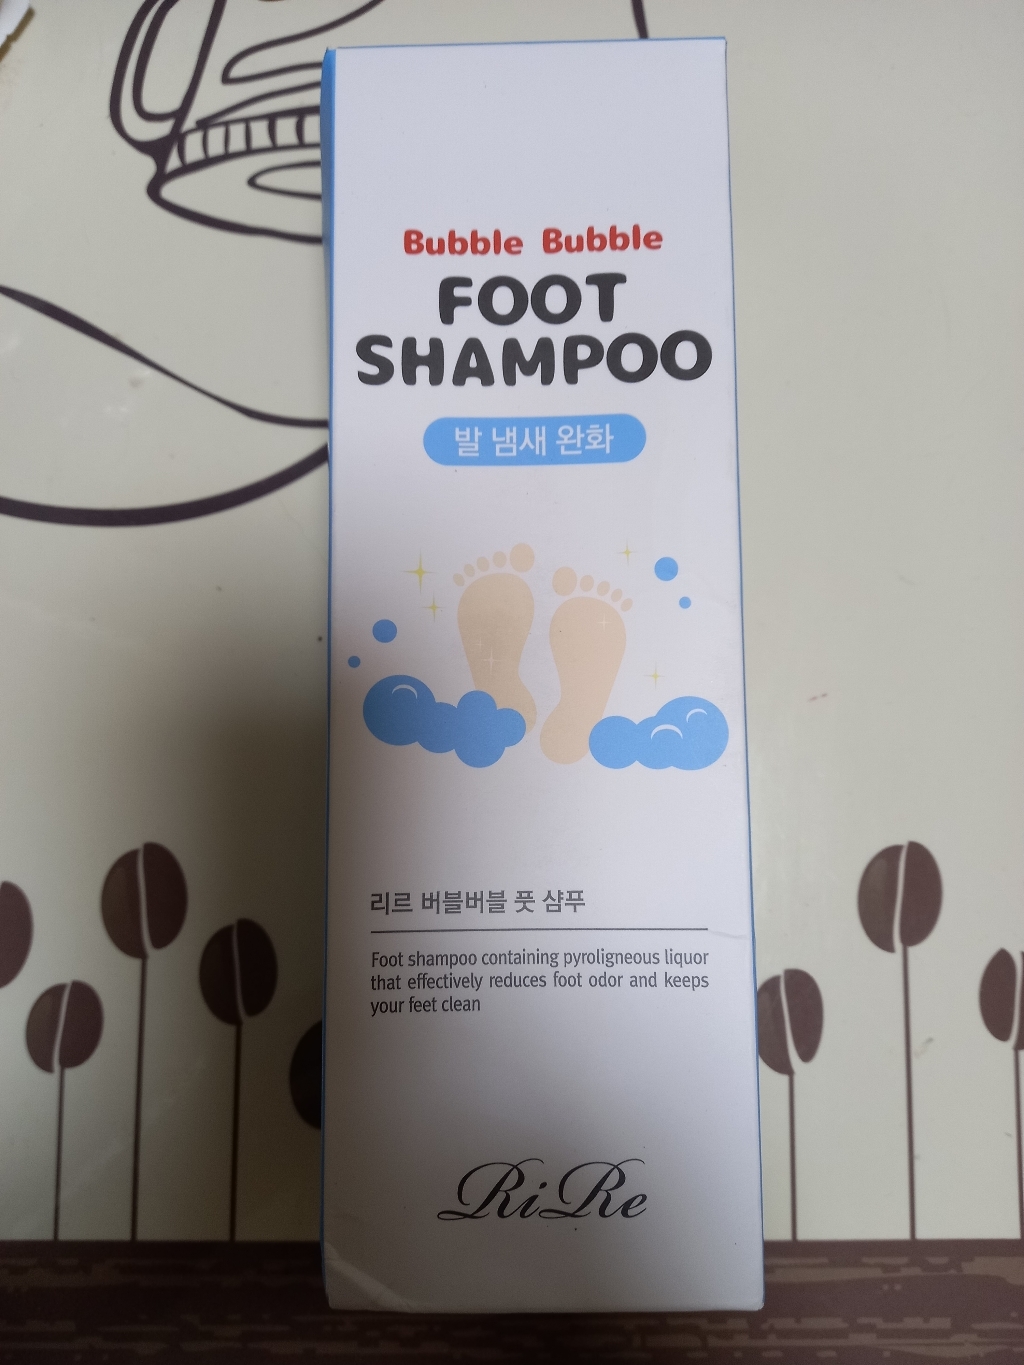 Bubble Bubble
FOOT
SHAMPOO
발 냄새 완화
리르 버블버블 풋 샴푸
Foot shampoo containing pyroligneous liquor
that effectively reduces foot odor and keeps
your feet clean
RiRe